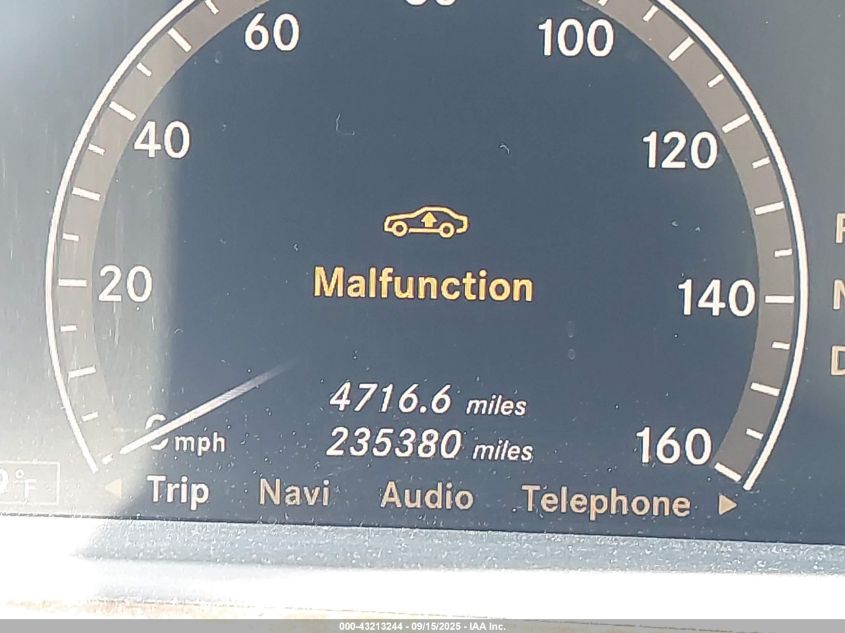 60
100
40
120
Malfunction
20
140
4716.6 miles
235380 miles
160
mph
°F
Trip Navi Audio Telephone
000-43213244 - 09/15/2025 - IAA Inc.